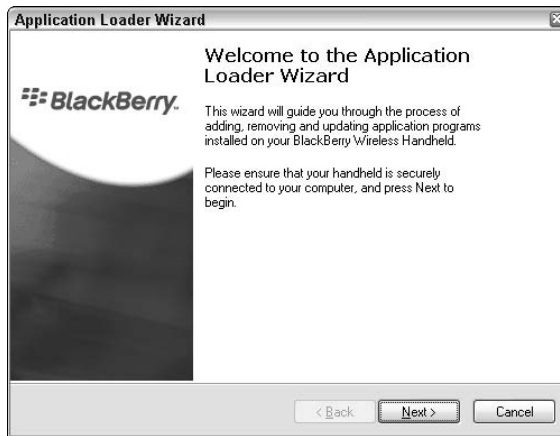 Application Loader Wizard
Welcome to the Application
Loader Wizard
BlackBerry.
This wizard will guide you through the process of
adding, removing and updating application programs
installed on your BlackBerry Wireless Handheld.
Please ensure that your handheld is securely
connected to your computer, and press Next to
begin.
< Back Next > Cancel